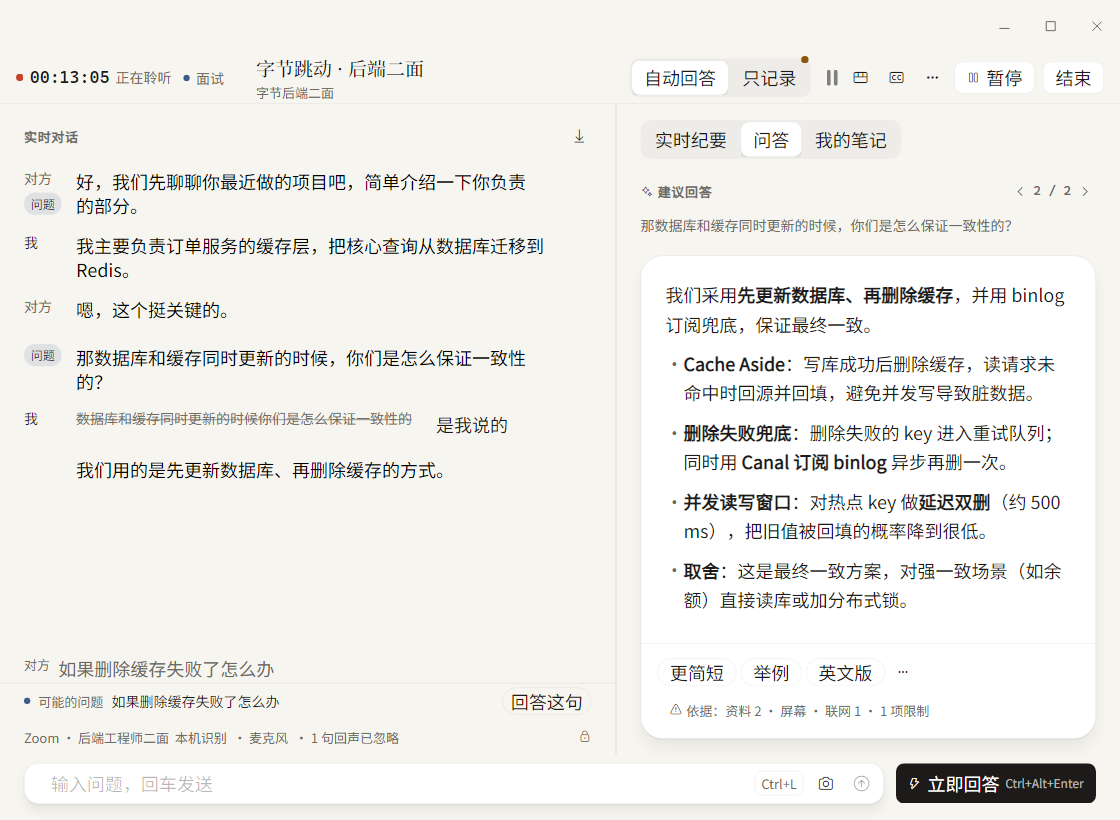 00:13:05 正在聆听 面试
字节跳动 · 后端二面
字节后端二面
自动回答 只记录
CC
暂停
结束
实时对话
对方
问题
好，我们先聊聊你最近做的项目吧，简单介绍一下你负责
的部分。
我
我主要负责订单服务的缓存层，把核心查询从数据库迁移到
Redis。
对方
嗯，这个挺关键的。
问题
那数据库和缓存同时更新的时候，你们是怎么保证一致性
的？
我
数据库和缓存同时更新的时候你们是怎么保证一致性的
是我说的
我们用的是先更新数据库、再删除缓存的方式。
对方 如果删除缓存失败了怎么办
可能的问题 如果删除缓存失败了怎么办
回答这句
Zoom · 后端工程师二面 本机识别 · 麦克风 · 1 句回声已忽略
实时纪要 问答 我的笔记
建议回答
2 / 2
那数据库和缓存同时更新的时候，你们是怎么保证一致性的？
我们采用先更新数据库、再删除缓存，并用 binlog
订阅兜底，保证最终一致。
· Cache Aside：写库成功后删除缓存，读请求未
命中时回源并回填，避免并发写导致脏数据。
· 删除失败兜底：删除失败的 key 进入重试队列；
同时用 Canal 订阅 binlog 异步再删一次。
· 并发读写窗口：对热点 key 做延迟双删（约 500
ms），把旧值被回填的概率降到很低。
· 取舍：这是最终一致方案，对强一致场景（如余
额）直接读库或加分布式锁。
更简短 举例 英文版 ···
依据：资料 2 · 屏幕 · 联网 1 · 1 项限制
输入问题，回车发送
Ctrl+L
立即回答 Ctrl+Alt+Enter